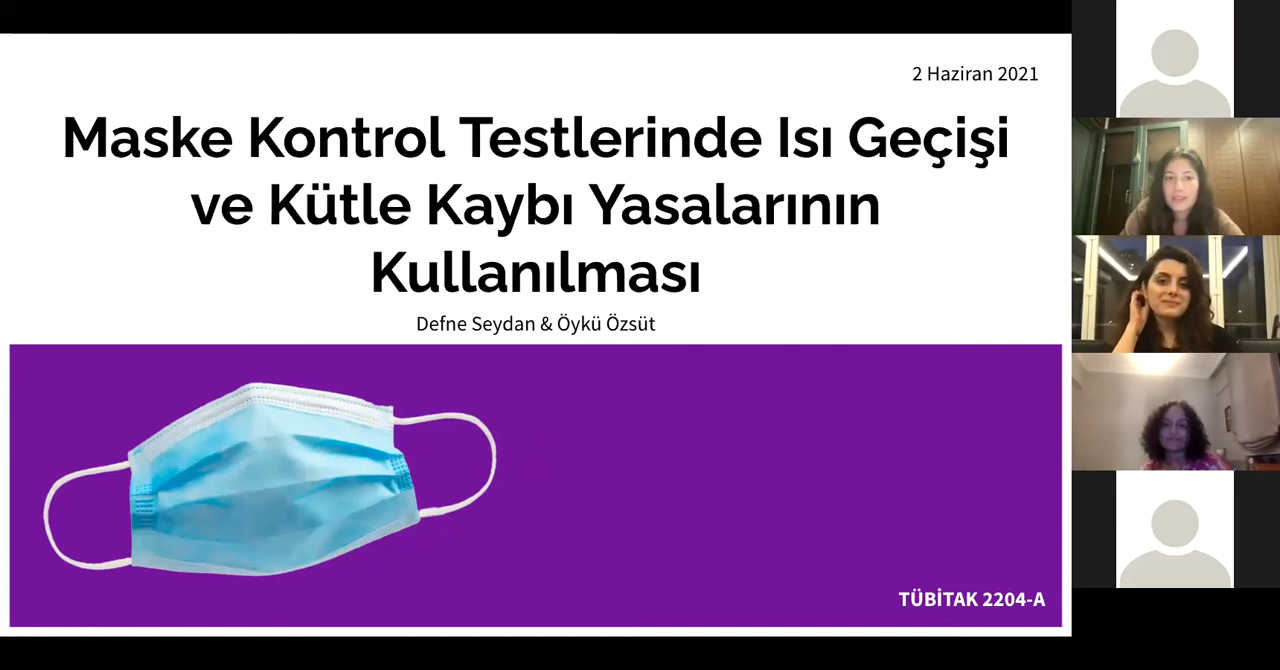 2 Haziran 2021
Maske Kontrol Testlerinde Isı Geçişi
ve Kütle Kaybı Yasalarının
Kullanılması
Defne Seydan & Öykü Özsüt
TÜBİTAK 2204-A